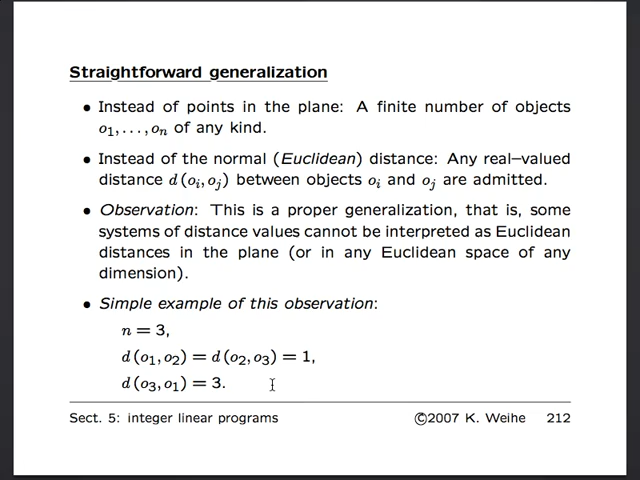 Straightforward generalization
• Instead of points in the plane: A finite number of objects
o₁,...,oₙ of any kind.
• Instead of the normal (Euclidean) distance: Any real–valued
distance d(oᵢ,oⱼ) between objects oᵢ and oⱼ are admitted.
• Observation: This is a proper generalization, that is, some
systems of distance values cannot be interpreted as Euclidean
distances in the plane (or in any Euclidean space of any
dimension).
• Simple example of this observation:
n = 3,
d(o₁,o₂) = d(o₂,o₃) = 1,
d(o₃,o₁) = 3.
Sect. 5: integer linear programs ©2007 K. Weihe 212